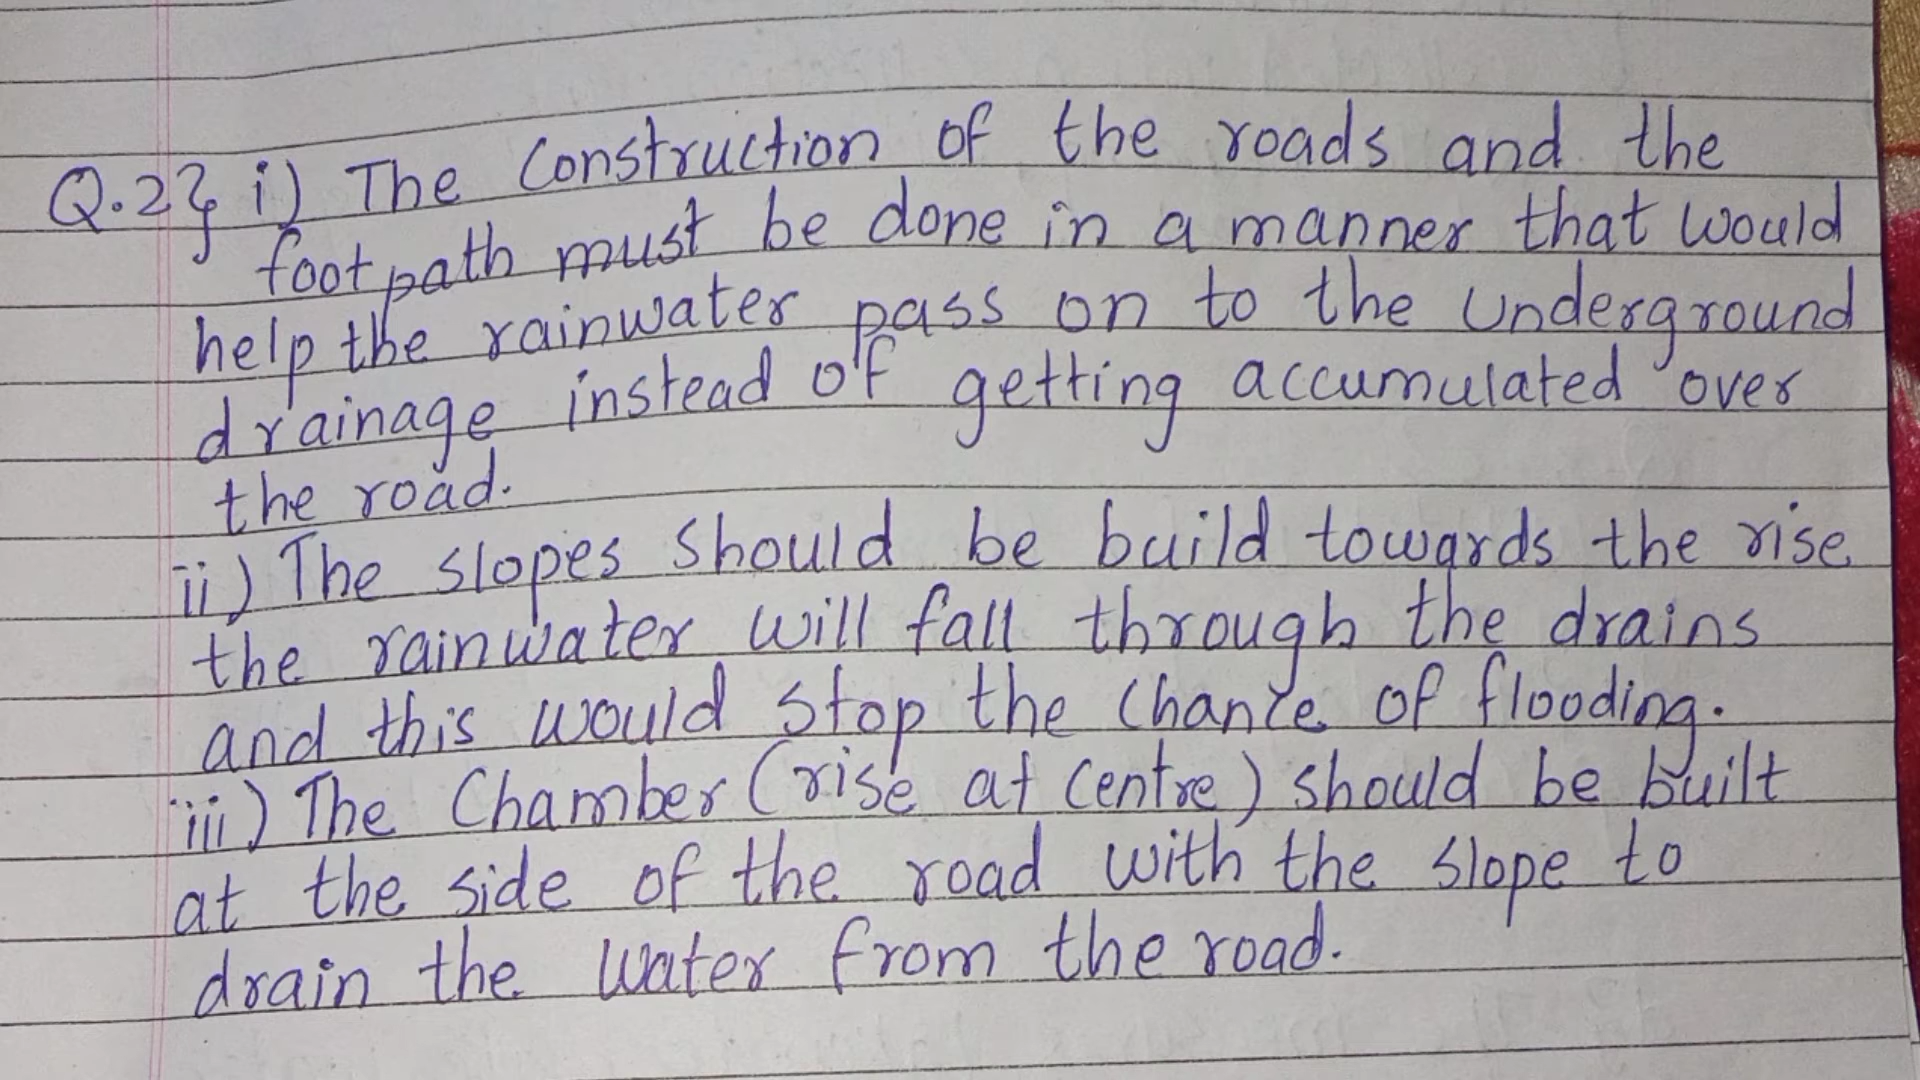 Q.2} i) The Construction of the roads and the
footpath must be done in a manner that would
help the rainwater pass on to the Underground
drainage instead of getting accumulated over
the road.
ii) The slopes should be build towards the rise
the rainwater will fall through the drains
and this would stop the chance of flooding.
iii) The Chamber (rise at centre) should be built
at the side of the road with the slope to
drain the water from the road.